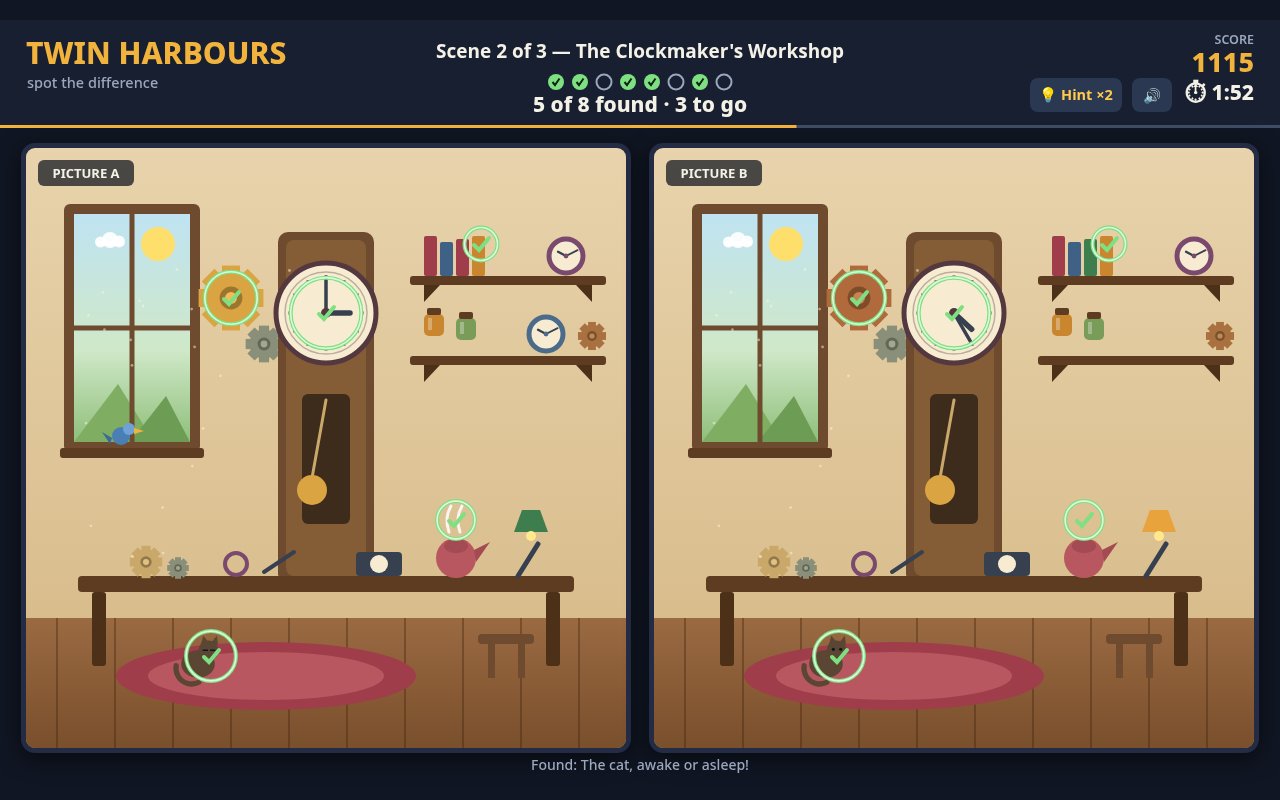 TWIN HARBOURS
spot the difference
Scene 2 of 3 — The Clockmaker's Workshop
5 of 8 found · 3 to go
SCORE
1115
💡 Hint ×2
🔊
⏱ 1:52
PICTURE A
PICTURE B
Found: The cat, awake or asleep!